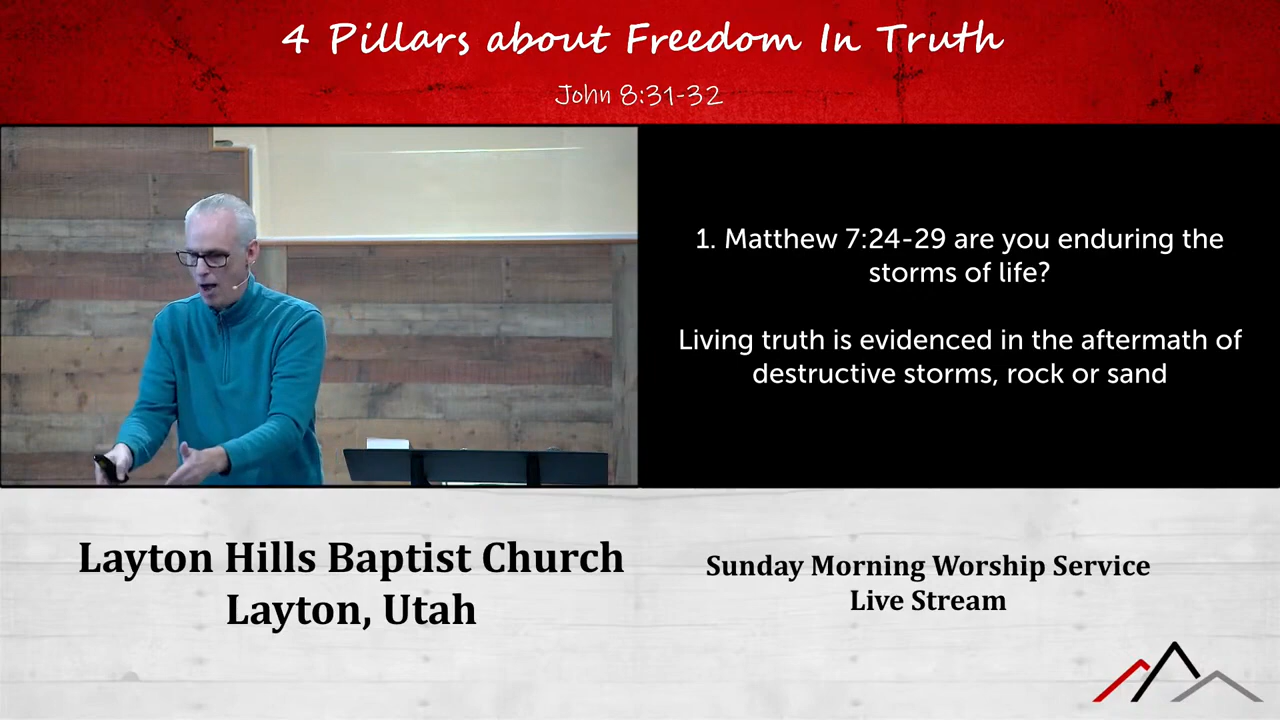 4 Pillars about Freedom In Truth
John 8:31-32
1. Matthew 7:24-29 are you enduring the
storms of life?
Living truth is evidenced in the aftermath of
destructive storms, rock or sand
Layton Hills Baptist Church
Layton, Utah
Sunday Morning Worship Service
Live Stream